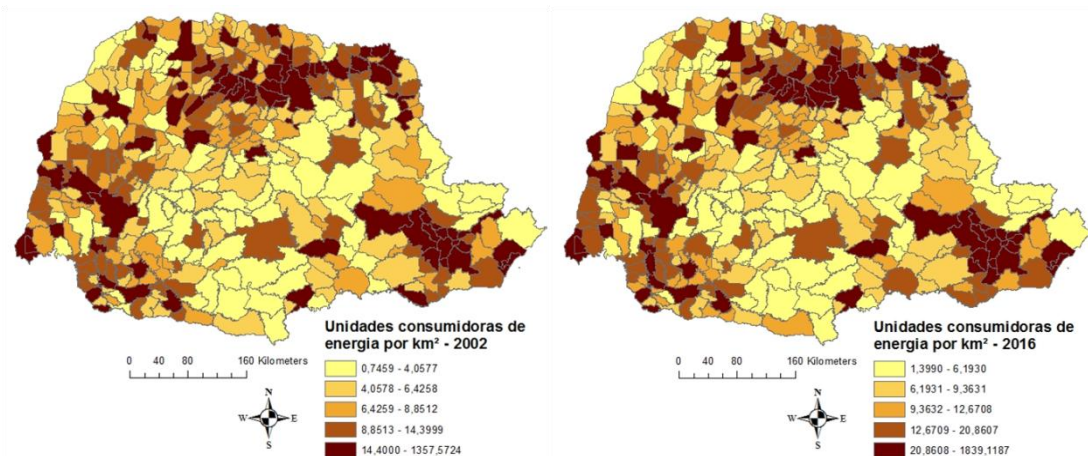 Unidades consumidoras de
energia por km² - 2002
0,7459 - 4,0577
4,0578 - 6,4258
6,4259 - 8,8512
8,8513 - 14,3999
14,4000 - 1357,5724
0 40 80 160 Kilometers
N
W E
S
Unidades consumidoras de
energia por km² - 2016
1,3990 - 6,1930
6,1931 - 9,3631
9,3632 - 12,6708
12,6709 - 20,8607
20,8608 - 1839,1187
0 40 80 160 Kilometers
N
W E
S